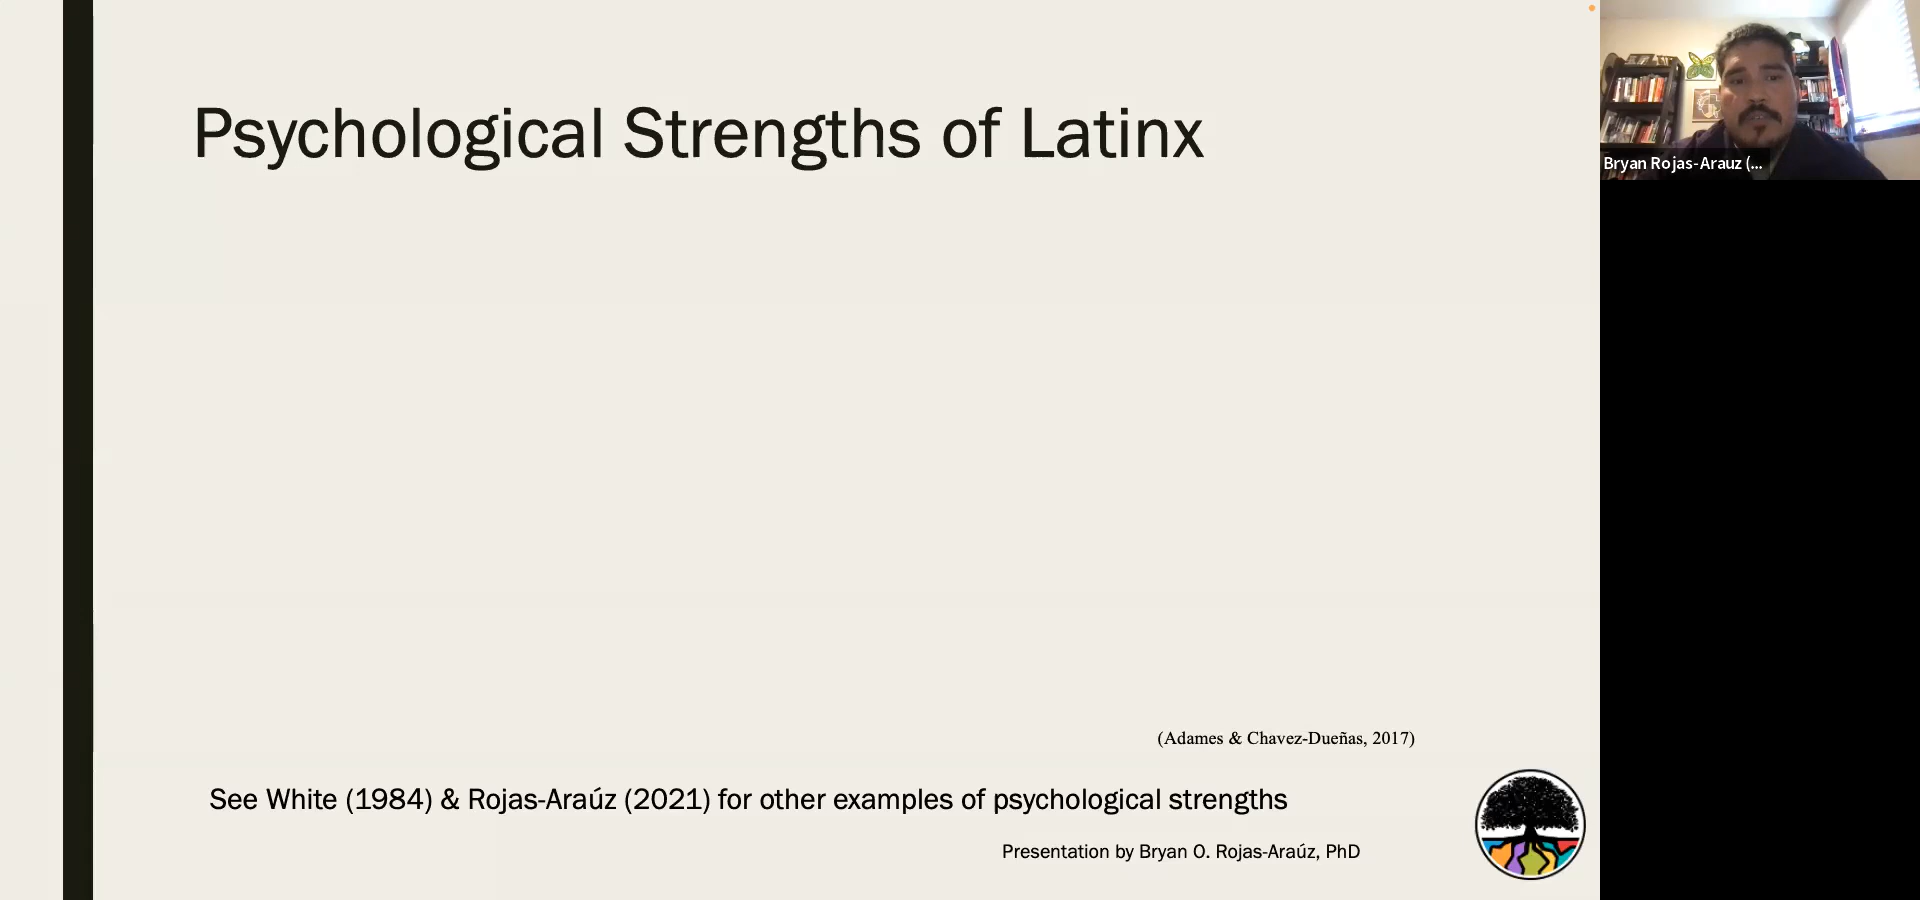 Psychological Strengths of Latinx
Bryan Rojas-Arauz (...
(Adames & Chavez-Dueñas, 2017)
See White (1984) & Rojas-Araúz (2021) for other examples of psychological strengths
Presentation by Bryan O. Rojas-Araúz, PhD